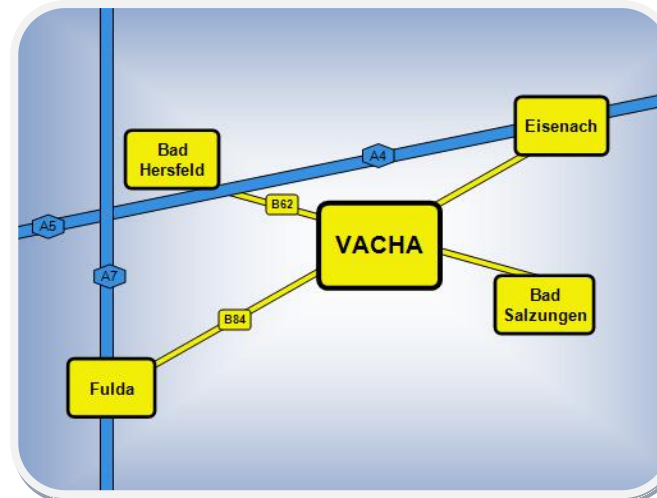 Eisenach
Bad
Hersfeld
A4
B62
A5
VACHA
A7
Bad
Salzungen
B84
Fulda